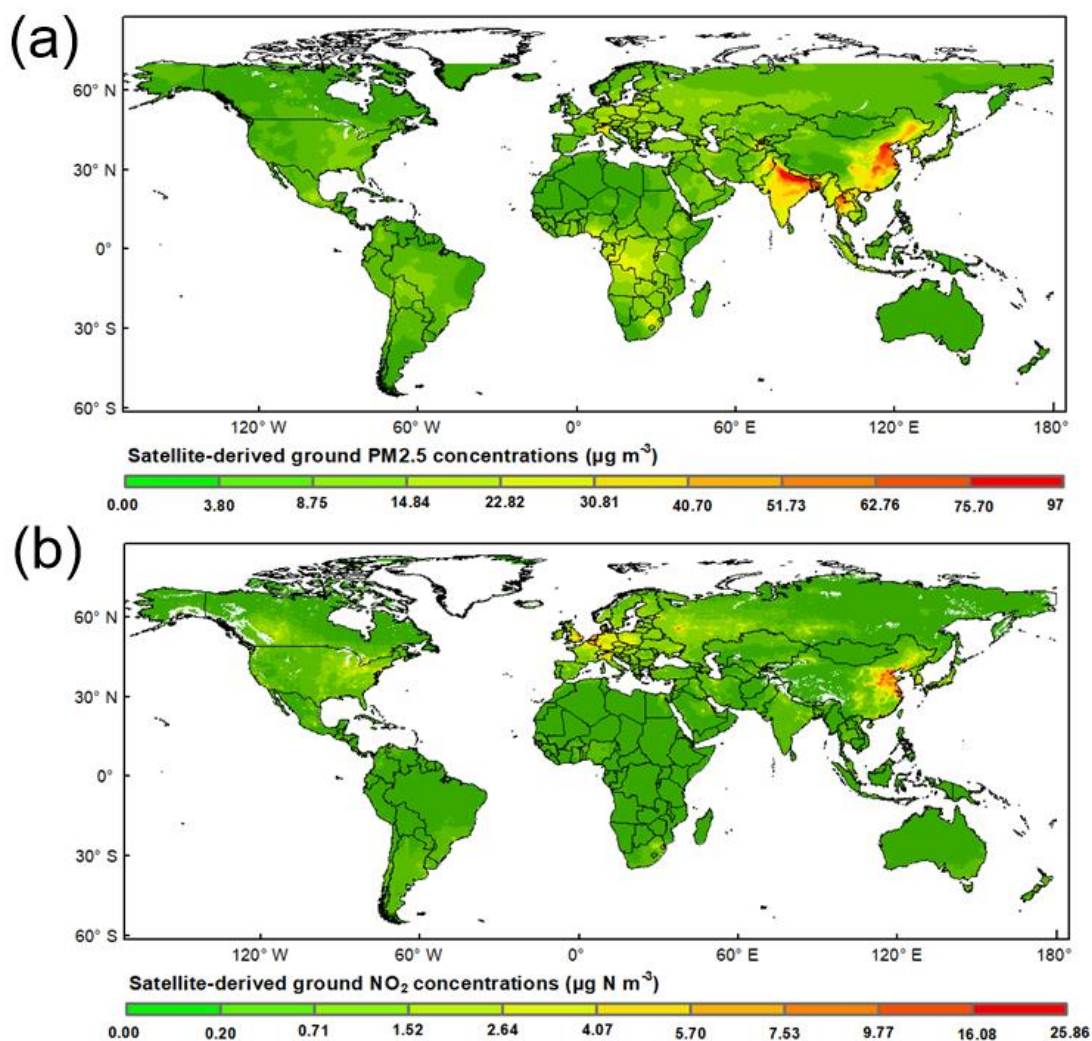 (a)
60° N
30° N
0°
30° S
60° S
120° W 60° W 0° 60° E 120° E 180°
Satellite-derived ground PM2.5 concentrations (µg m⁻³)
0.00 3.80 8.75 14.84 22.82 30.81 40.70 51.73 62.76 75.70 97
(b)
60° N
30° N
0°
30° S
60° S
120° W 60° W 0° 60° E 120° E 180°
Satellite-derived ground NO₂ concentrations (µg N m⁻³)
0.00 0.20 0.71 1.52 2.64 4.07 5.70 7.53 9.77 16.08 25.86